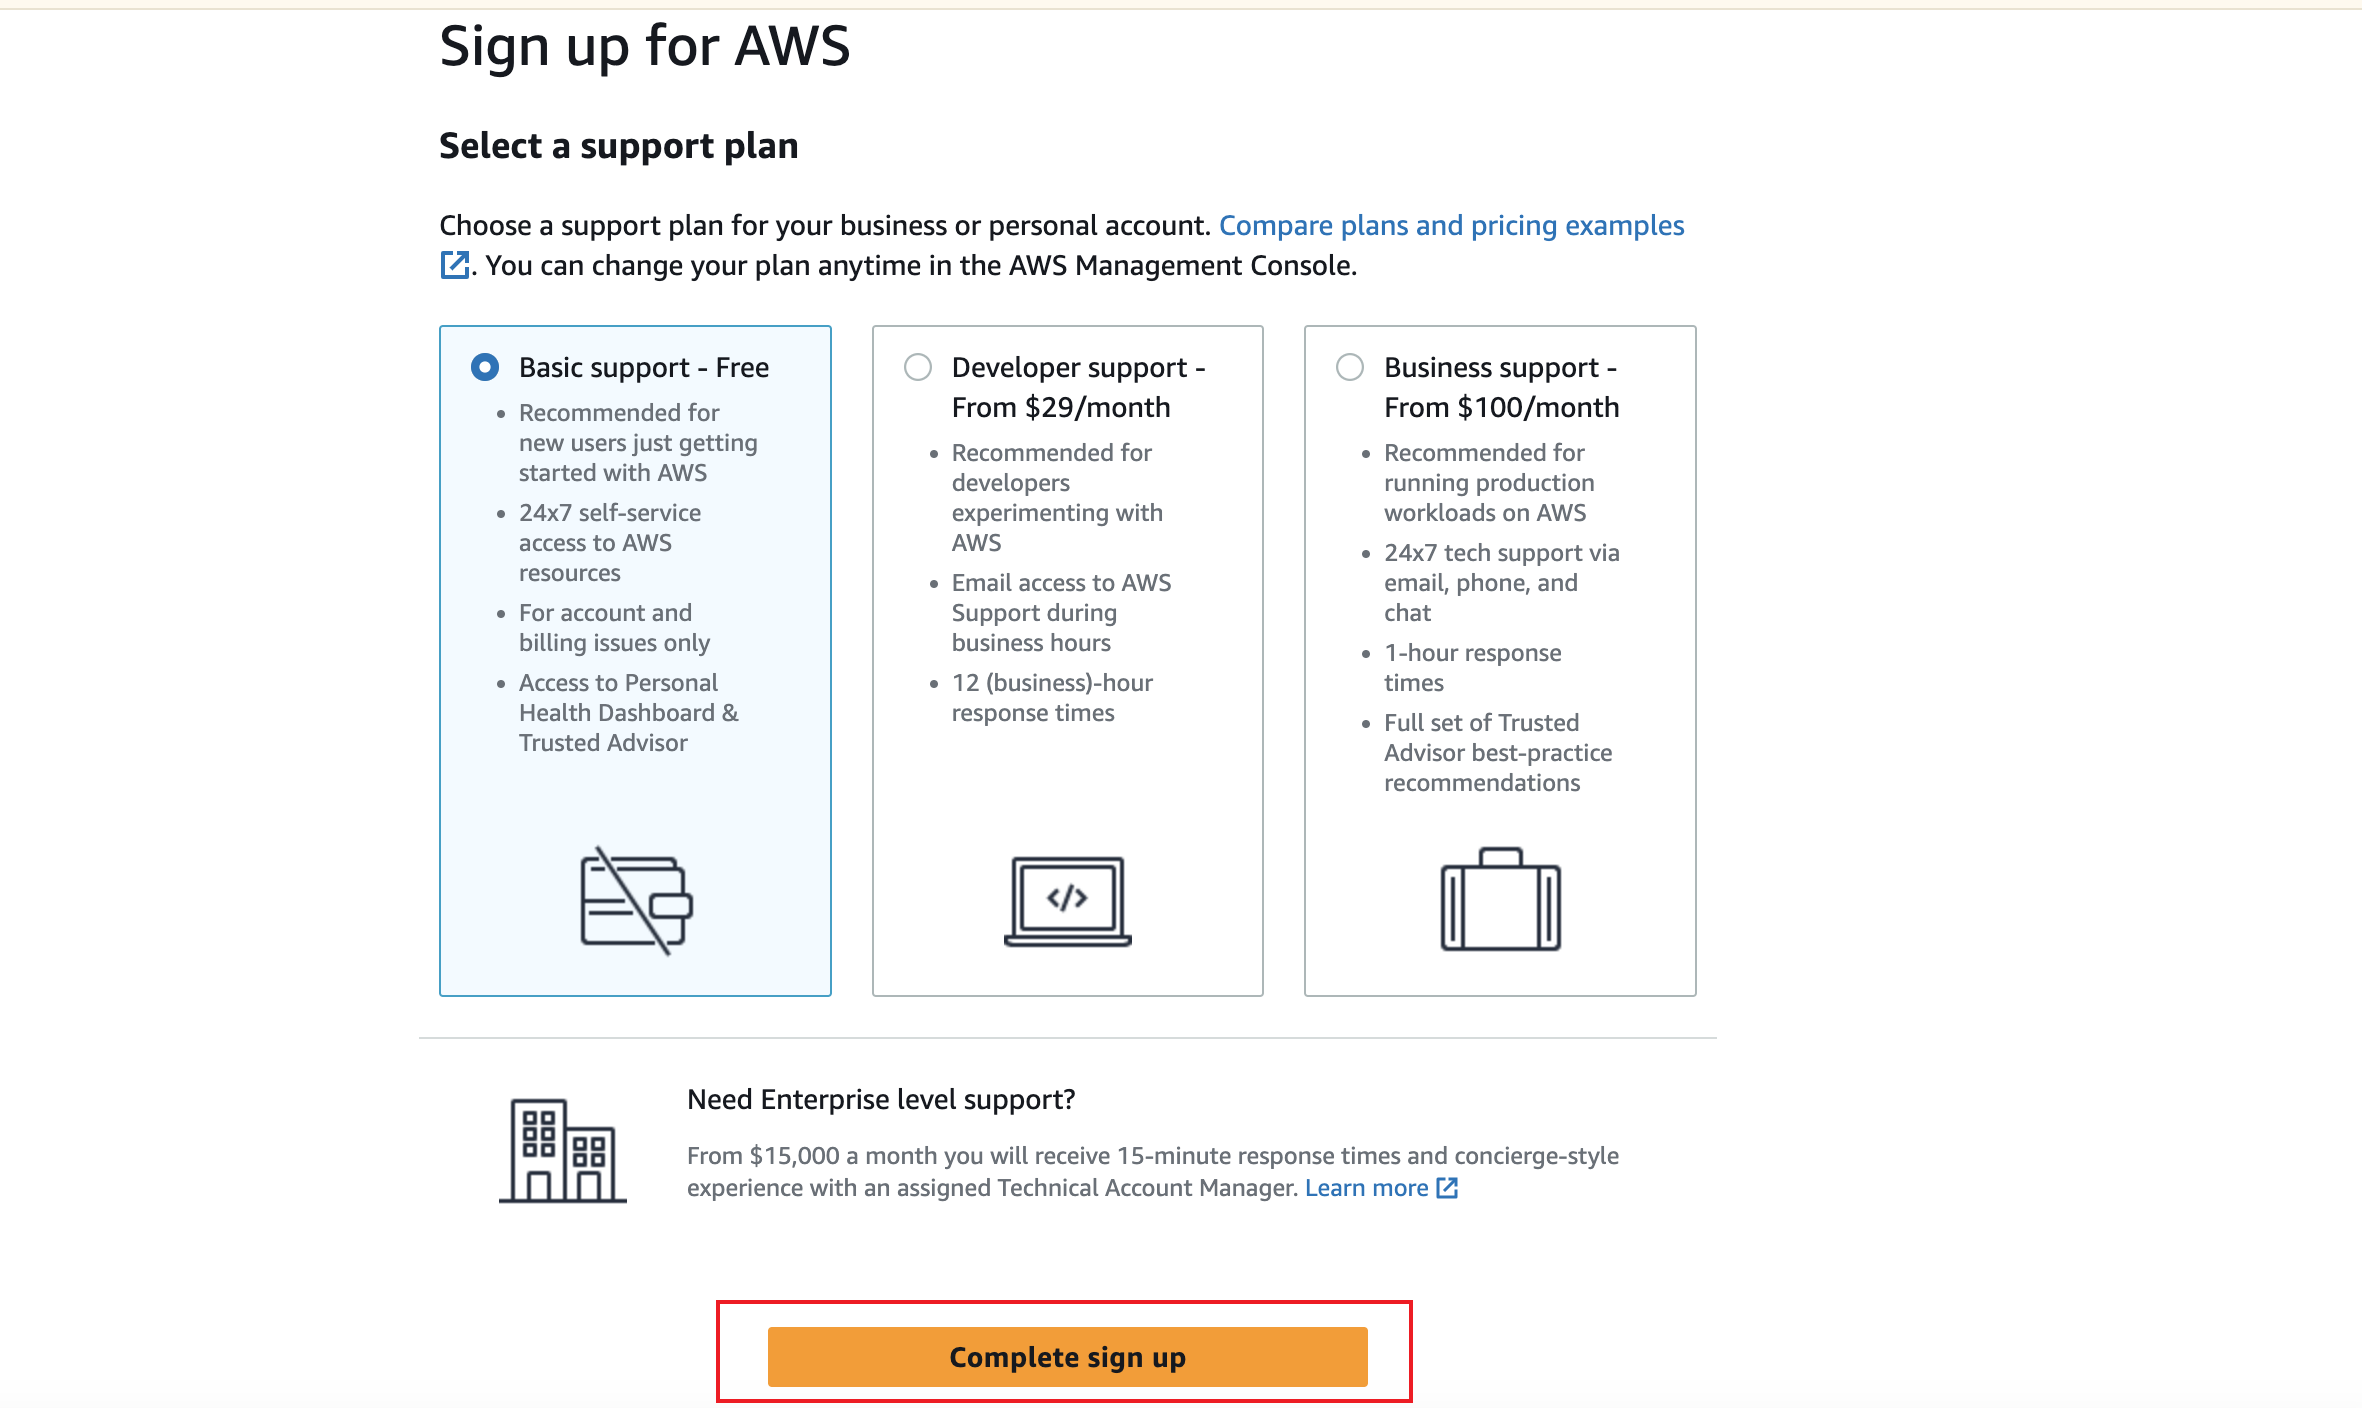 Sign up for AWS
Select a support plan
Choose a support plan for your business or personal account. Compare plans and pricing examples
. You can change your plan anytime in the AWS Management Console.
Basic support - Free
• Recommended for
new users just getting
started with AWS
• 24x7 self-service
access to AWS
resources
• For account and
billing issues only
• Access to Personal
Health Dashboard &
Trusted Advisor
Developer support -
From $29/month
• Recommended for
developers
experimenting with
AWS
• Email access to AWS
Support during
business hours
• 12 (business)-hour
response times
</>
Business support -
From $100/month
• Recommended for
running production
workloads on AWS
• 24x7 tech support via
email, phone, and
chat
• 1-hour response
times
• Full set of Trusted
Advisor best-practice
recommendations
Need Enterprise level support?
From $15,000 a month you will receive 15-minute response times and concierge-style
experience with an assigned Technical Account Manager. Learn more
Complete sign up